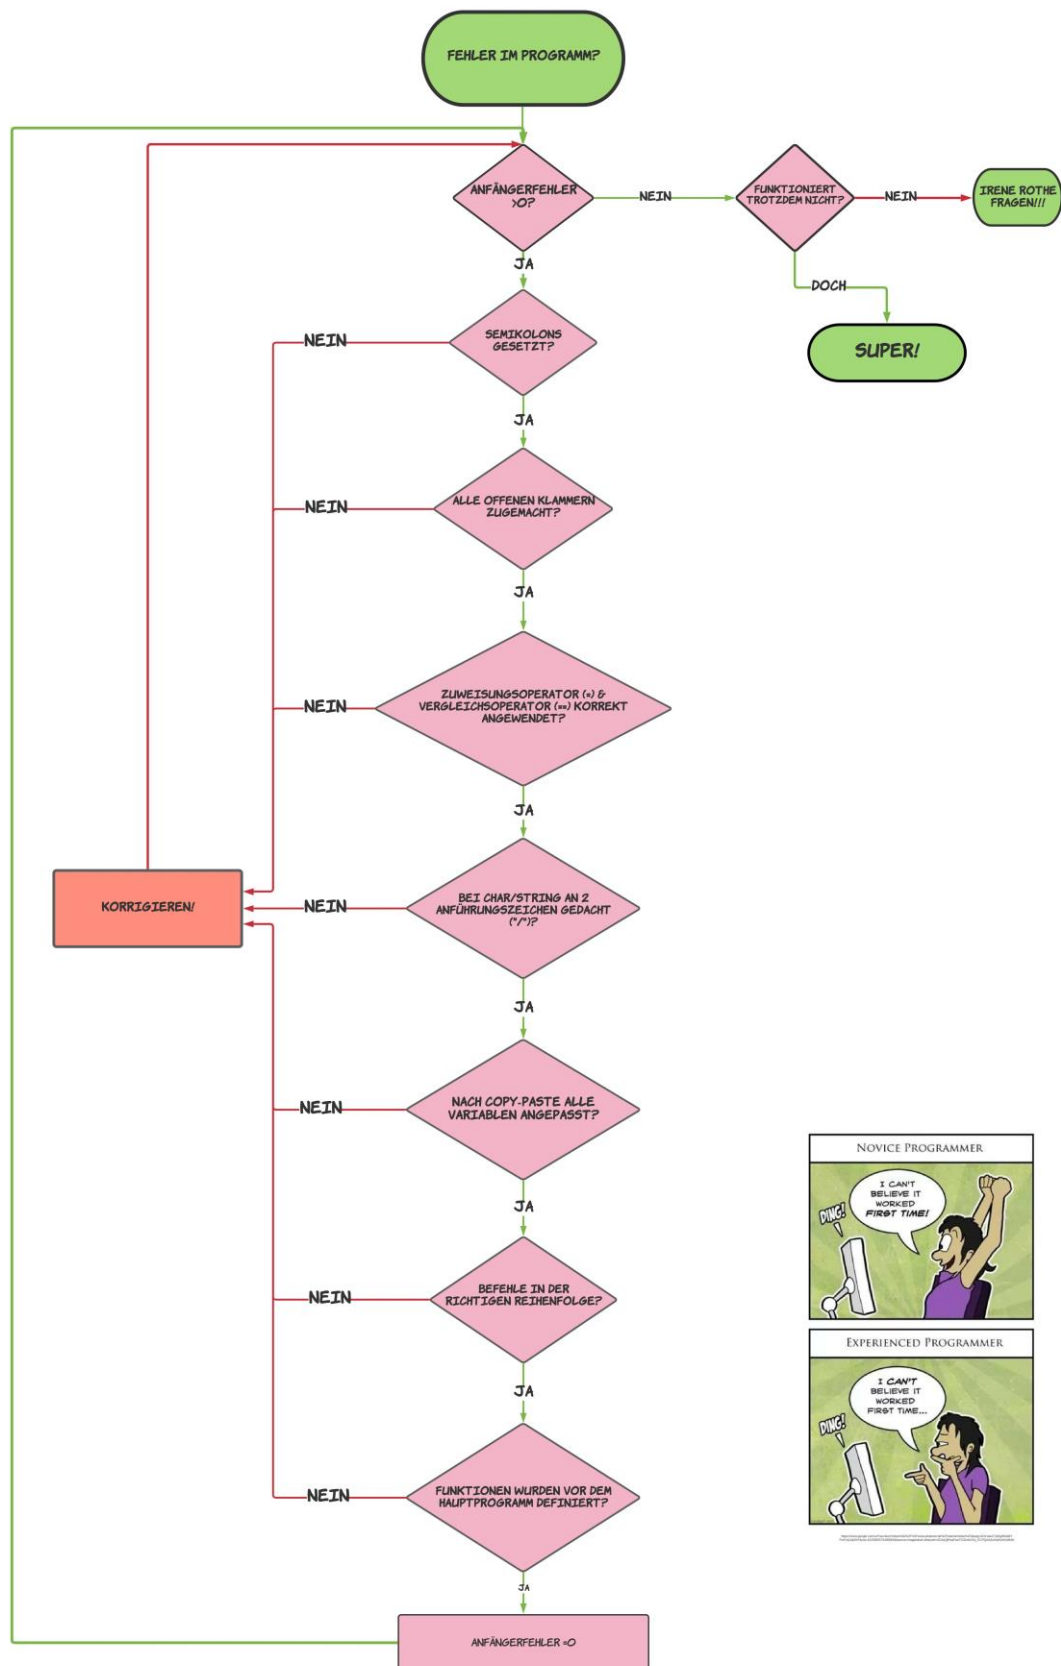 FEHLER IM PROGRAMM?
ANFÄNGERFEHLER
>0?
NEIN
FUNKTIONIERT
TROTZDEM NICHT?
NEIN
IRENE ROTHE
FRAGEN!!!
JA
DOCH
SUPER!
SEMIKOLONS
GESETZT?
NEIN
JA
ALLE OFFENEN KLAMMERN
ZUGEMACHT?
NEIN
JA
ZUWEISUNGSOPERATOR (=) &
VERGLEICHSOPERATOR (==) KORREKT
ANGEWENDET?
NEIN
JA
KORRIGIEREN!
NEIN
BEI CHAR/STRING AN 2
ANFÜHRUNGSZEICHEN GEDACHT
("/")?
JA
NEIN
NACH COPY-PASTE ALLE
VARIABLEN ANGEPASST?
JA
NEIN
BEFEHLE IN DER
RICHTIGEN REIHENFOLGE?
JA
NEIN
FUNKTIONEN WURDEN VOR DEM
HAUPTPROGRAMM DEFINIERT?
JA
ANFÄNGERFEHLER =0
NOVICE PROGRAMMER
I CAN'T
BELIEVE IT
WORKED
FIRST TIME!
DING!
EXPERIENCED PROGRAMMER
I CAN'T
BELIEVE IT
WORKED
FIRST TIME...
DING!